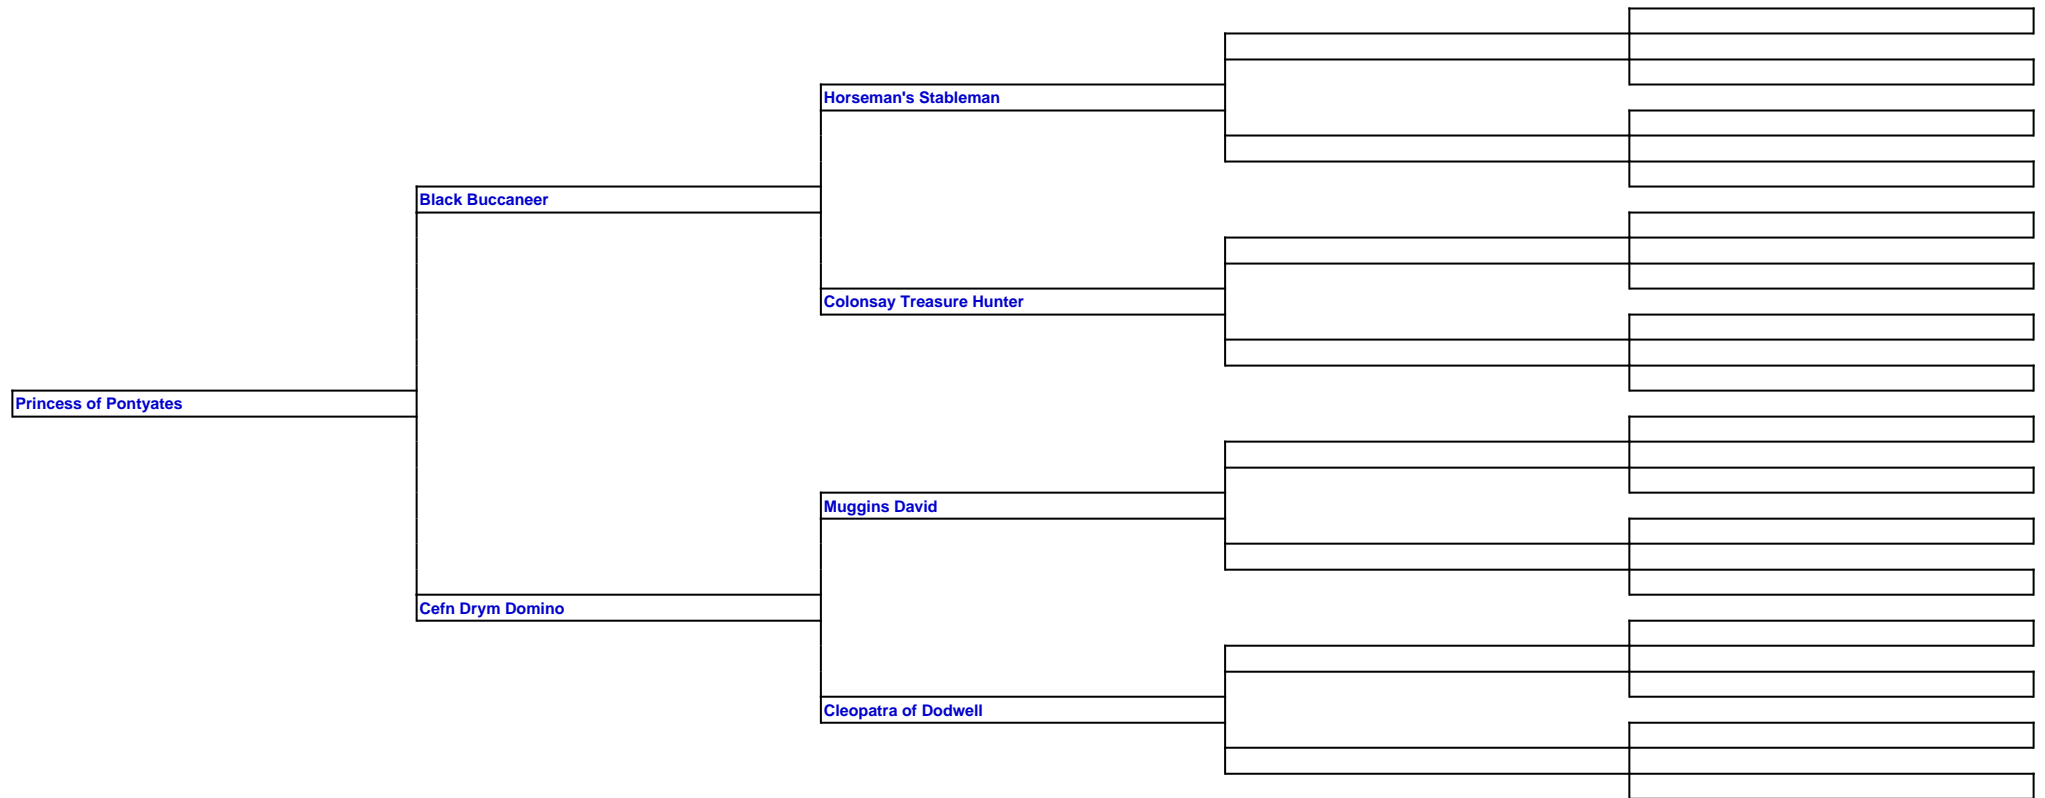 Horseman's Stableman
Black Buccaneer
Colonsay Treasure Hunter
Princess of Pontyates
Muggins David
Cefn Drym Domino
Cleopatra of Dodwell